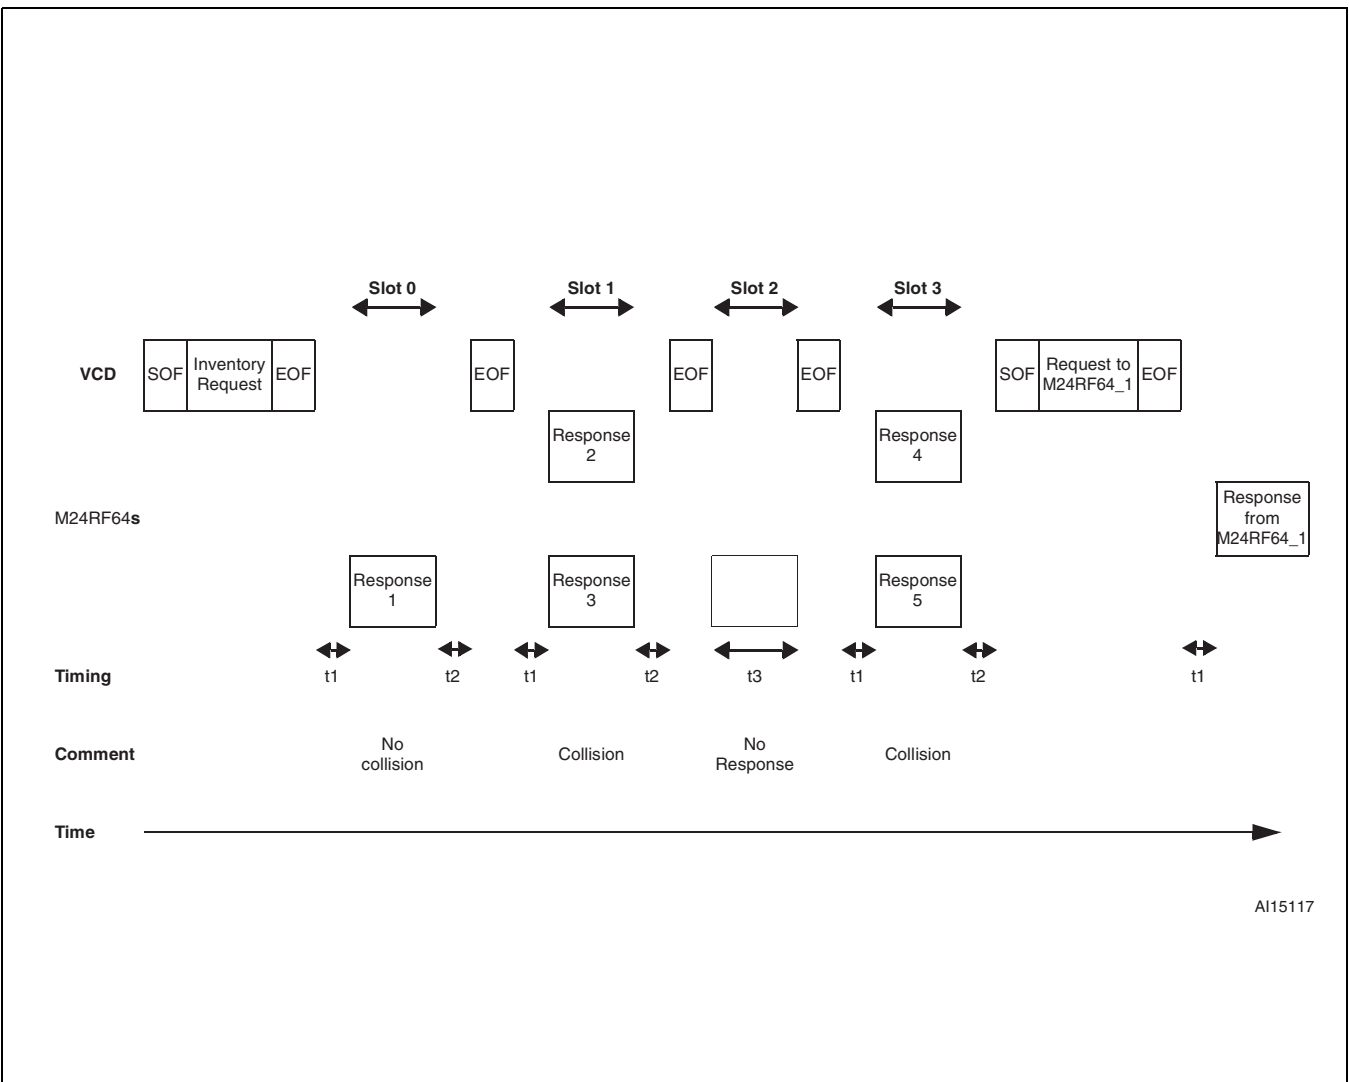 Slot 0 Slot 1 Slot 2 Slot 3
VCD SOF Inventory Request EOF EOF EOF EOF SOF Request to M24RF64_1 EOF
Response 2 Response 4
M24RF64s Response from M24RF64_1
Response 1 Response 3 Response 5
Timing t1 t2 t1 t2 t3 t1 t2 t1
Comment No collision Collision No Response Collision
Time
AI15117